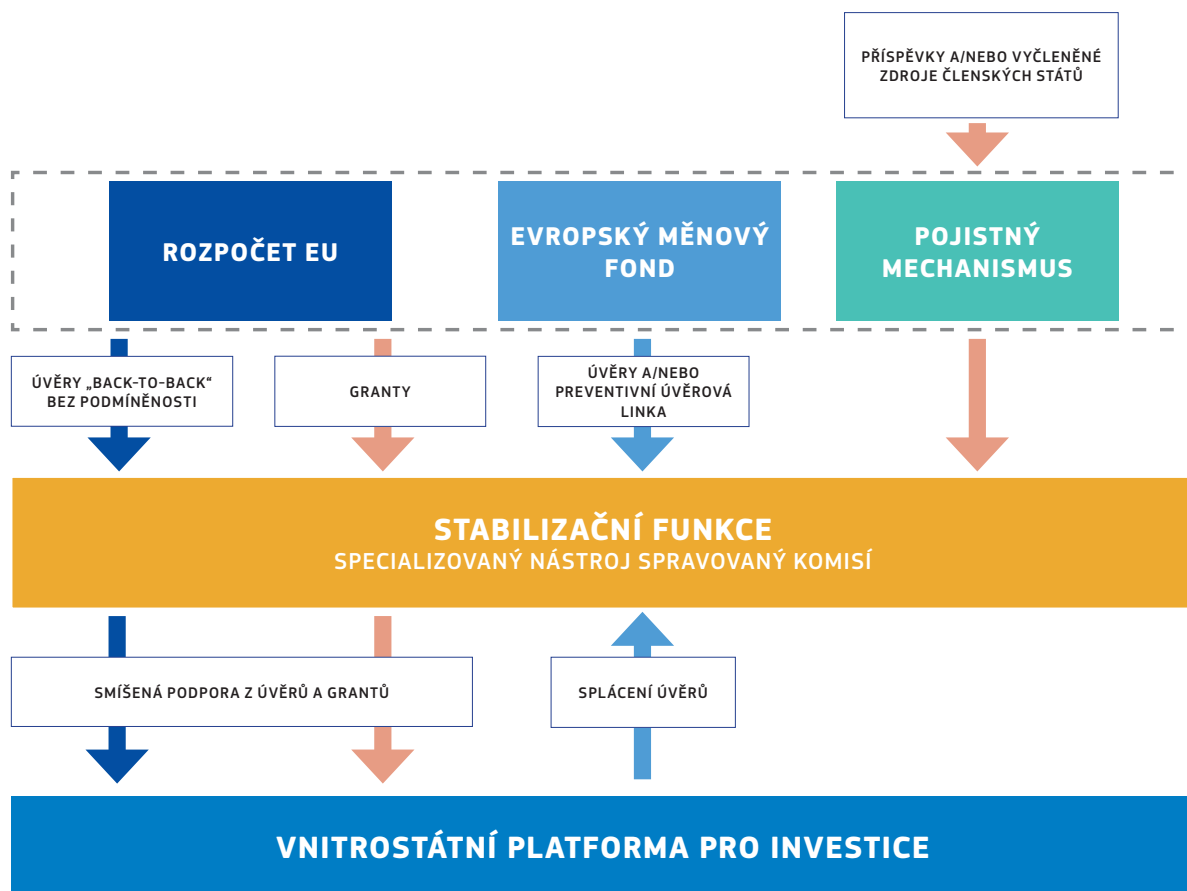 PŘÍSPĚVKY A/NEBO VYČLENĚNÉ
ZDROJE ČLENSKÝCH STÁTŮ
ROZPOČET EU
EVROPSKÝ MĚNOVÝ
FOND
POJISTNÝ
MECHANISMUS
ÚVĚRY „BACK-TO-BACK“
BEZ PODMÍNĚNOSTI
GRANTY
ÚVĚRY A/NEBO
PREVENTIVNÍ ÚVĚROVÁ
LINKA
STABILIZAČNÍ FUNKCE
SPECIALIZOVANÝ NÁSTROJ SPRAVOVANÝ KOMISÍ
SMÍŠENÁ PODPORA Z ÚVĚRŮ A GRANTŮ
SPLÁCENÍ ÚVĚRŮ
VNITROSTÁTNÍ PLATFORMA PRO INVESTICE